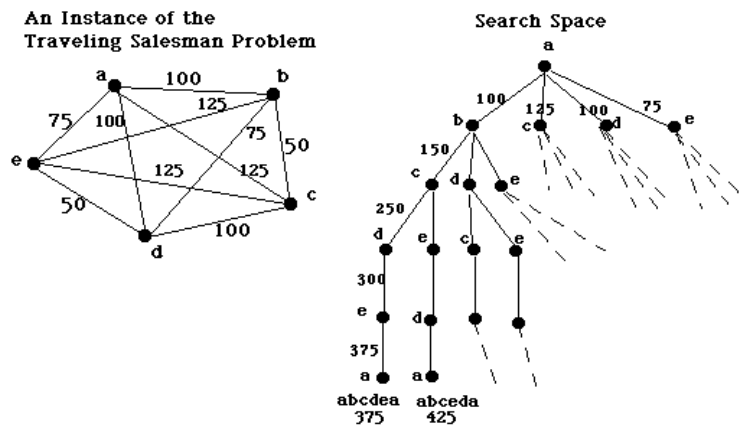 An Instance of the
Traveling Salesman Problem
a
100
b
75
100
125
75
50
e
125
125
50
c
100
d
Search Space
a
100
125
100
75
b
c
d
e
150
c
d
e
250
d
e
c
e
300
e
d
375
a
a
abcdea
abceda
375
425